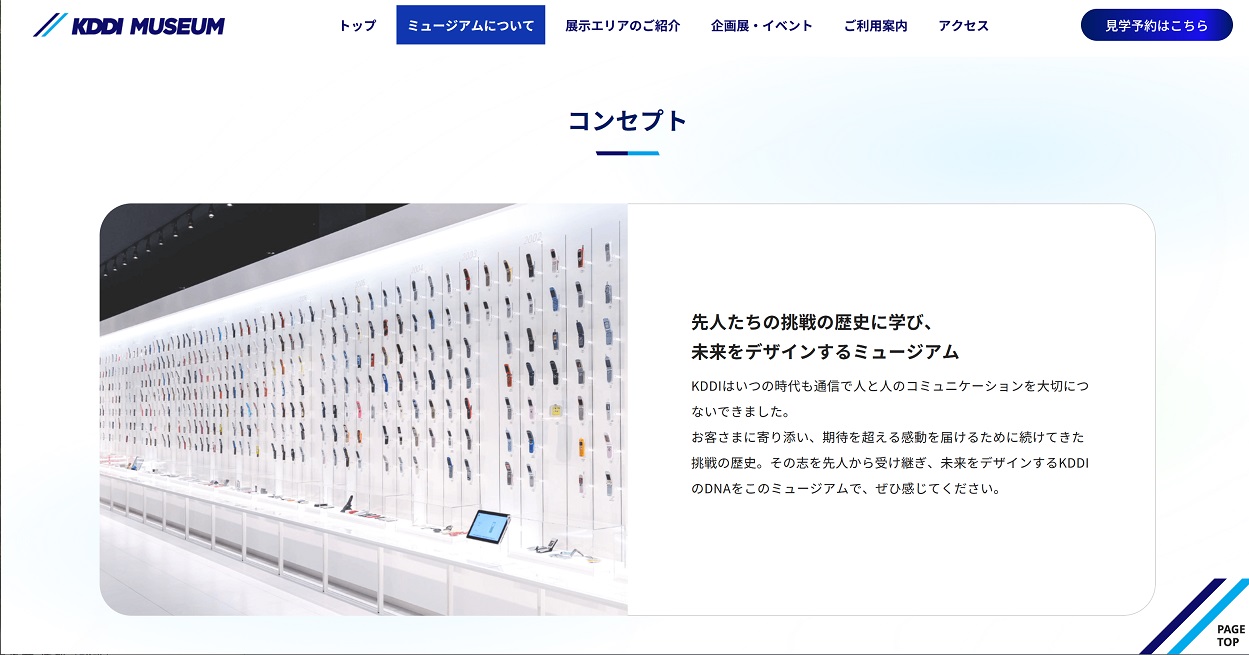 KDDI MUSEUM
トップ
ミュージアムについて
展示エリアのご紹介
企画展・イベント
ご利用案内
アクセス
見学予約はこちら
コンセプト
先人たちの挑戦の歴史に学び、
未来をデザインするミュージアム
KDDIはいつの時代も通信で人と人のコミュニケーションを大切につ
ないできました。
お客さまに寄り添い、期待を超える感動を届けるために続けてきた
挑戦の歴史。その志を先人から受け継ぎ、未来をデザインするKDDI
のDNAをこのミュージアムで、ぜひ感じてください。
PAGE
TOP